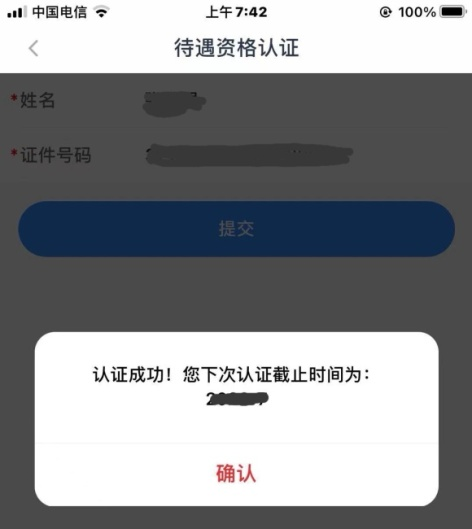 中国电信 上午7:42 100%
待遇资格认证
*姓名
*证件号码
提交
认证成功！您下次认证截止时间为：
确认